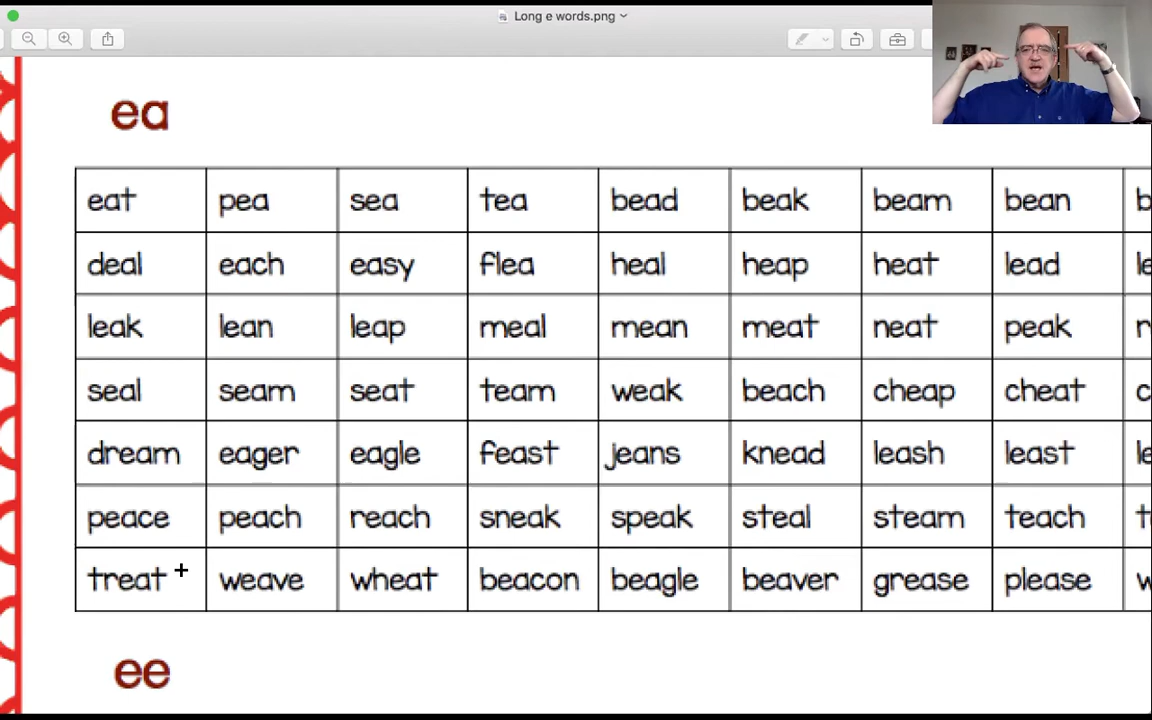 Long e words.png
ea
eat pea sea tea bead beak beam bean
deal each easy flea heal heap heat lead
leak lean leap meal mean meat neat peak
seal seam seat team weak beach cheap cheat
dream eager eagle feast jeans knead leash least
peace peach reach sneak speak steal steam teach
treat weave wheat beacon beagle beaver grease please
ee